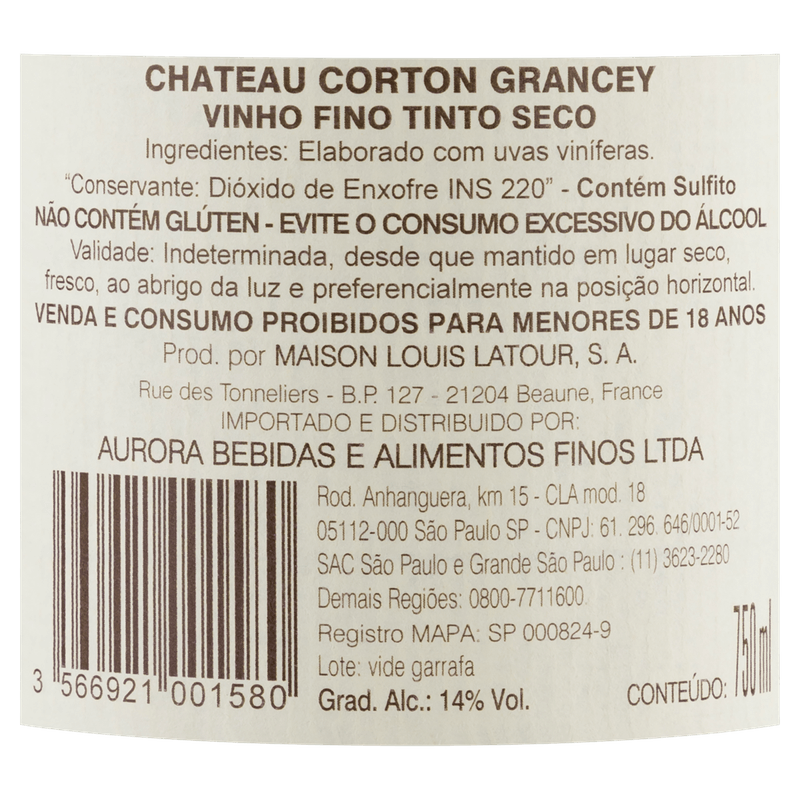 CHATEAU CORTON GRANCEY
VINHO FINO TINTO SECO
Ingredientes: Elaborado com uvas viníferas.
“Conservante: Dióxido de Enxofre INS 220” - Contém Sulfito
NÃO CONTÉM GLÚTEN - EVITE O CONSUMO EXCESSIVO DO ÁLCOOL
Validade: Indeterminada, desde que mantido em lugar seco,
fresco, ao abrigo da luz e preferencialmente na posição horizontal.
VENDA E CONSUMO PROIBIDOS PARA MENORES DE 18 ANOS
Prod. por MAISON LOUIS LATOUR, S. A.
Rue des Tonneliers - B.P. 127 - 21204 Beaune, France
IMPORTADO E DISTRIBUIDO POR:
AURORA BEBIDAS E ALIMENTOS FINOS LTDA
Rod. Anhanguera, km 15 - CLA mod. 18
05112-000 São Paulo SP - CNPJ: 61. 296. 646/0001-52
SAC São Paulo e Grande São Paulo : (11) 3623-2280
Demais Regiões: 0800-7711600
Registro MAPA: SP 000824-9
Lote: vide garrafa
Grad. Alc.: 14% Vol.
CONTEÚDO: 750 ml
3 566921 001580